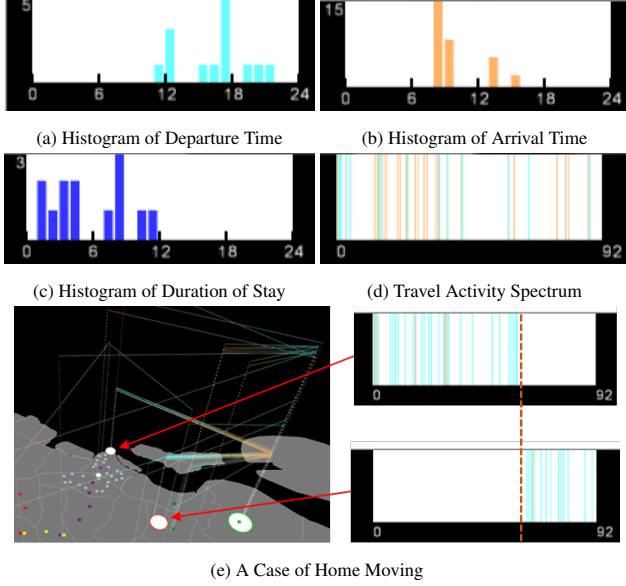 5
0 6 12 18 24
(a) Histogram of Departure Time
15
0 6 12 18 24
(b) Histogram of Arrival Time
3
0 6 12 18 24
(c) Histogram of Duration of Stay
0 92
(d) Travel Activity Spectrum
0 92
0 92
(e) A Case of Home Moving